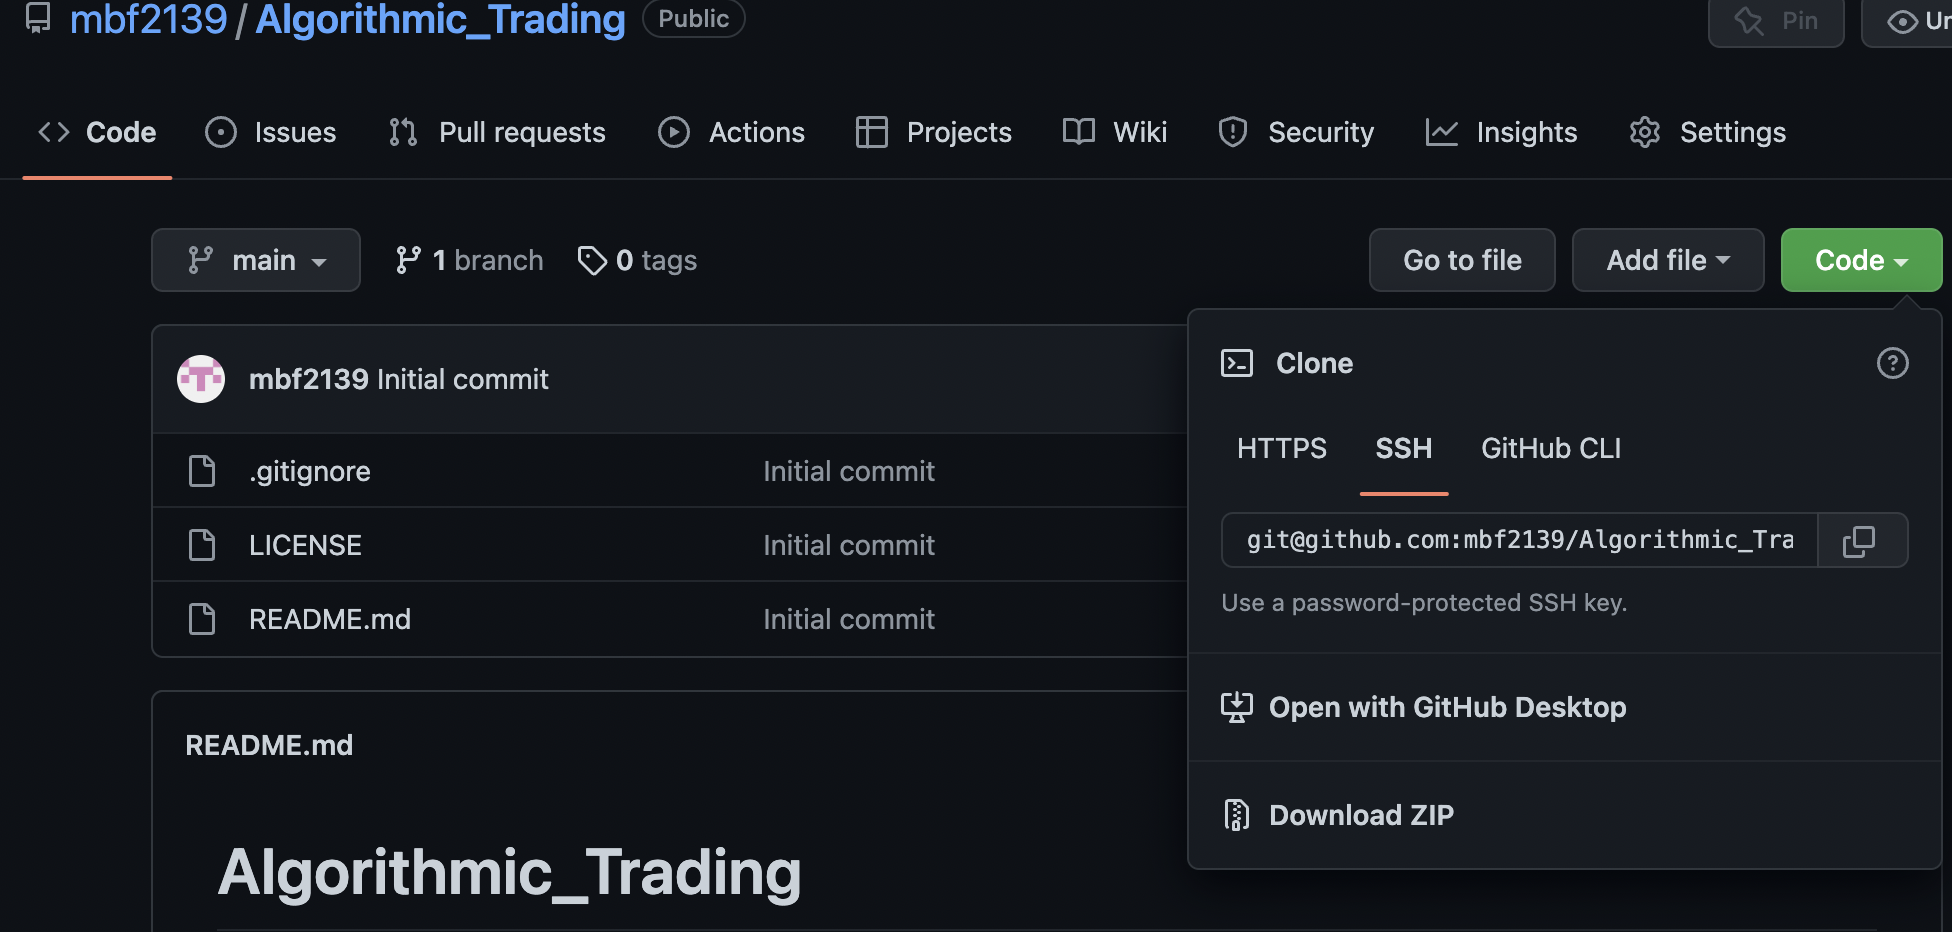 mbf2139 / Algorithmic_Trading Public Pin Un
Code Issues Pull requests Actions Projects Wiki Security Insights Settings
main 1 branch 0 tags Go to file Add file Code
mbf2139 Initial commit
.gitignore Initial commit
LICENSE Initial commit
README.md Initial commit
Clone
HTTPS SSH GitHub CLI
git@github.com:mbf2139/Algorithmic_Tra
Use a password-protected SSH key.
Open with GitHub Desktop
Download ZIP
README.md
Algorithmic_Trading